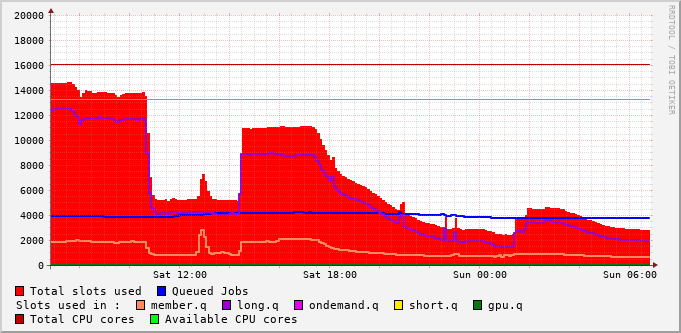 20000
18000
16000
14000
12000
10000
8000
6000
4000
2000
0
Sat 12:00 Sat 18:00 Sun 00:00 Sun 06:00
RRDTOOL / TOBI OETIKER
Total slots used Queued Jobs
Slots used in : member.q long.q ondemand.q short.q gpu.q
Total CPU cores Available CPU cores